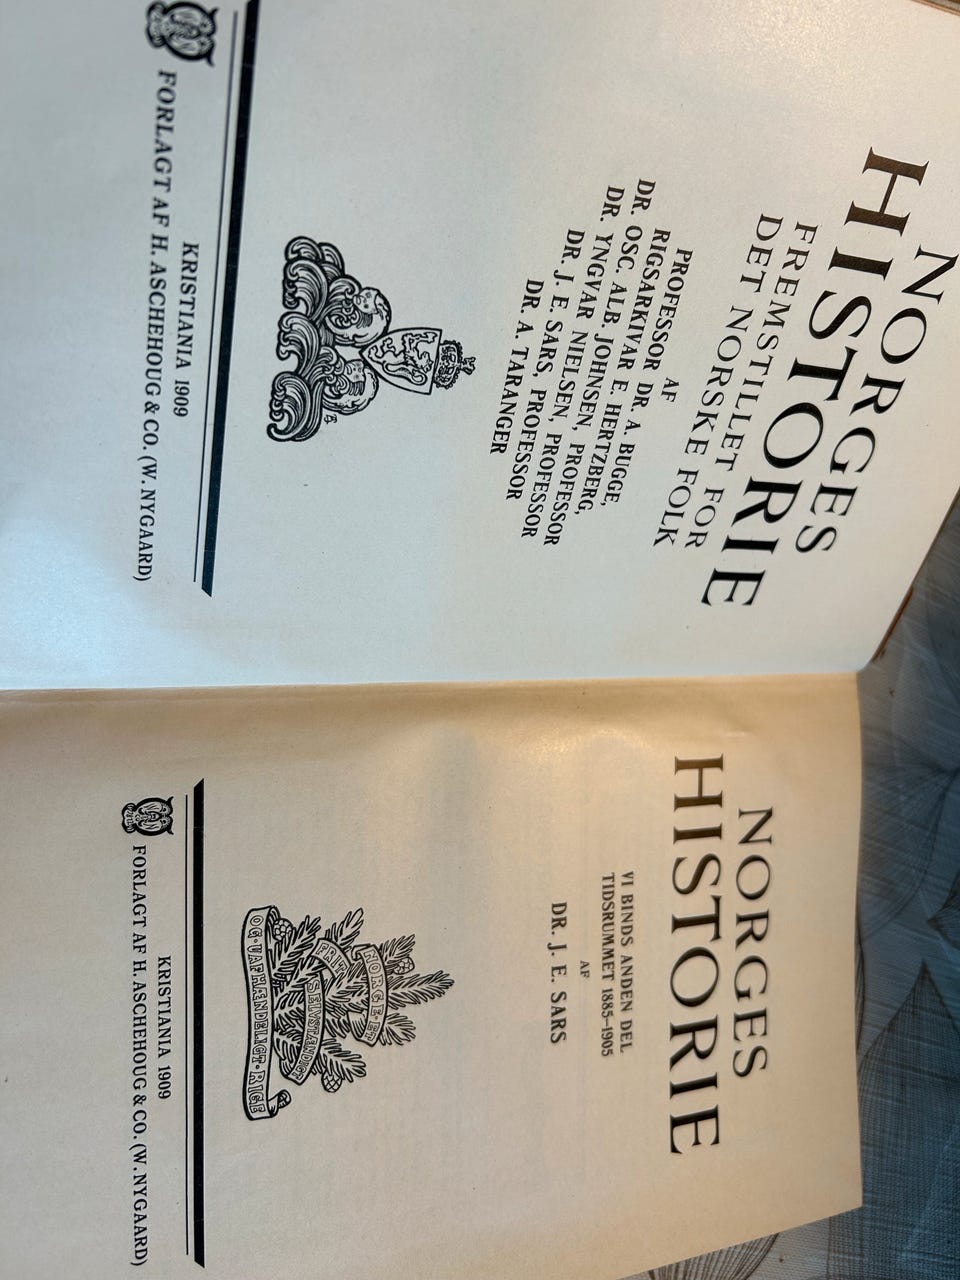 NORGES
HISTORIE
FREMSTILLET FOR
DET NORSKE FOLK
AF
PROFESSOR DR. A. BUGGE,
RIGSARKIVAR E. HERTZBERG,
DR. OSC. ALB. JOHNSEN, PROFESSOR
DR. YNGVAR NIELSEN, PROFESSOR
DR. J. E. SARS, PROFESSOR
DR. A. TARANGER
KRISTIANIA 1909
FORLAGT AF H. ASCHEHOUG & CO. (W. NYGAARD)
NORGES
HISTORIE
VI BINDS ANDEN DEL
TIDSRUMMET 1885–1905
AF
DR. J. E. SARS
NORGE·ET
FRIT
SELVSTÆNDIGT
OG·UAFHÆNDELIGT·RIGE
KRISTIANIA 1909
FORLAGT AF H. ASCHEHOUG & CO. (W. NYGAARD)